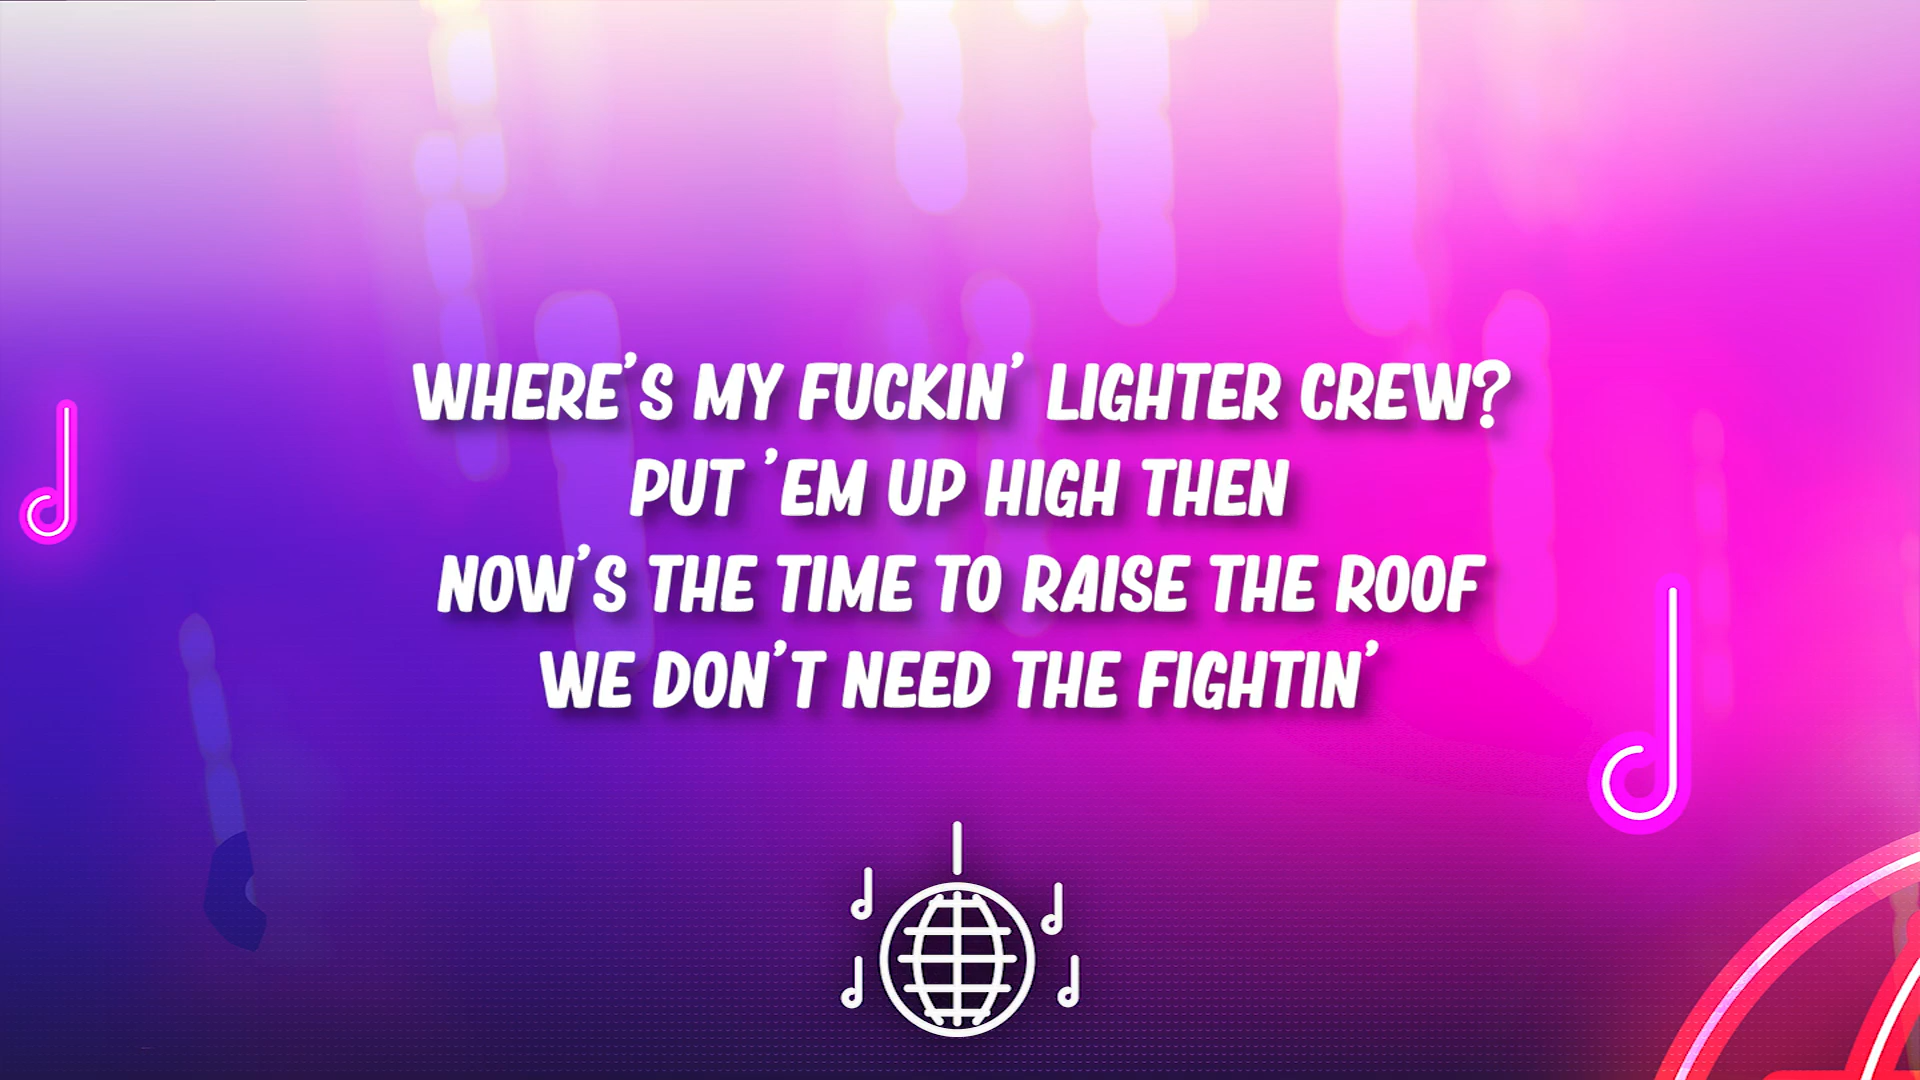 WHERE'S MY FUCKIN' LIGHTER CREW?
PUT 'EM UP HIGH THEN
NOW'S THE TIME TO RAISE THE ROOF
WE DON'T NEED THE FIGHTIN'